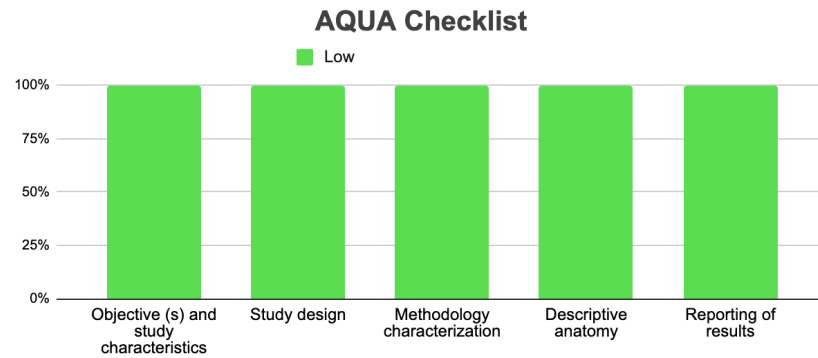 AQUA Checklist
Low
100%
75%
50%
25%
0%
Objective (s) and
study
characteristics
Study design
Methodology
characterization
Descriptive
anatomy
Reporting of
results